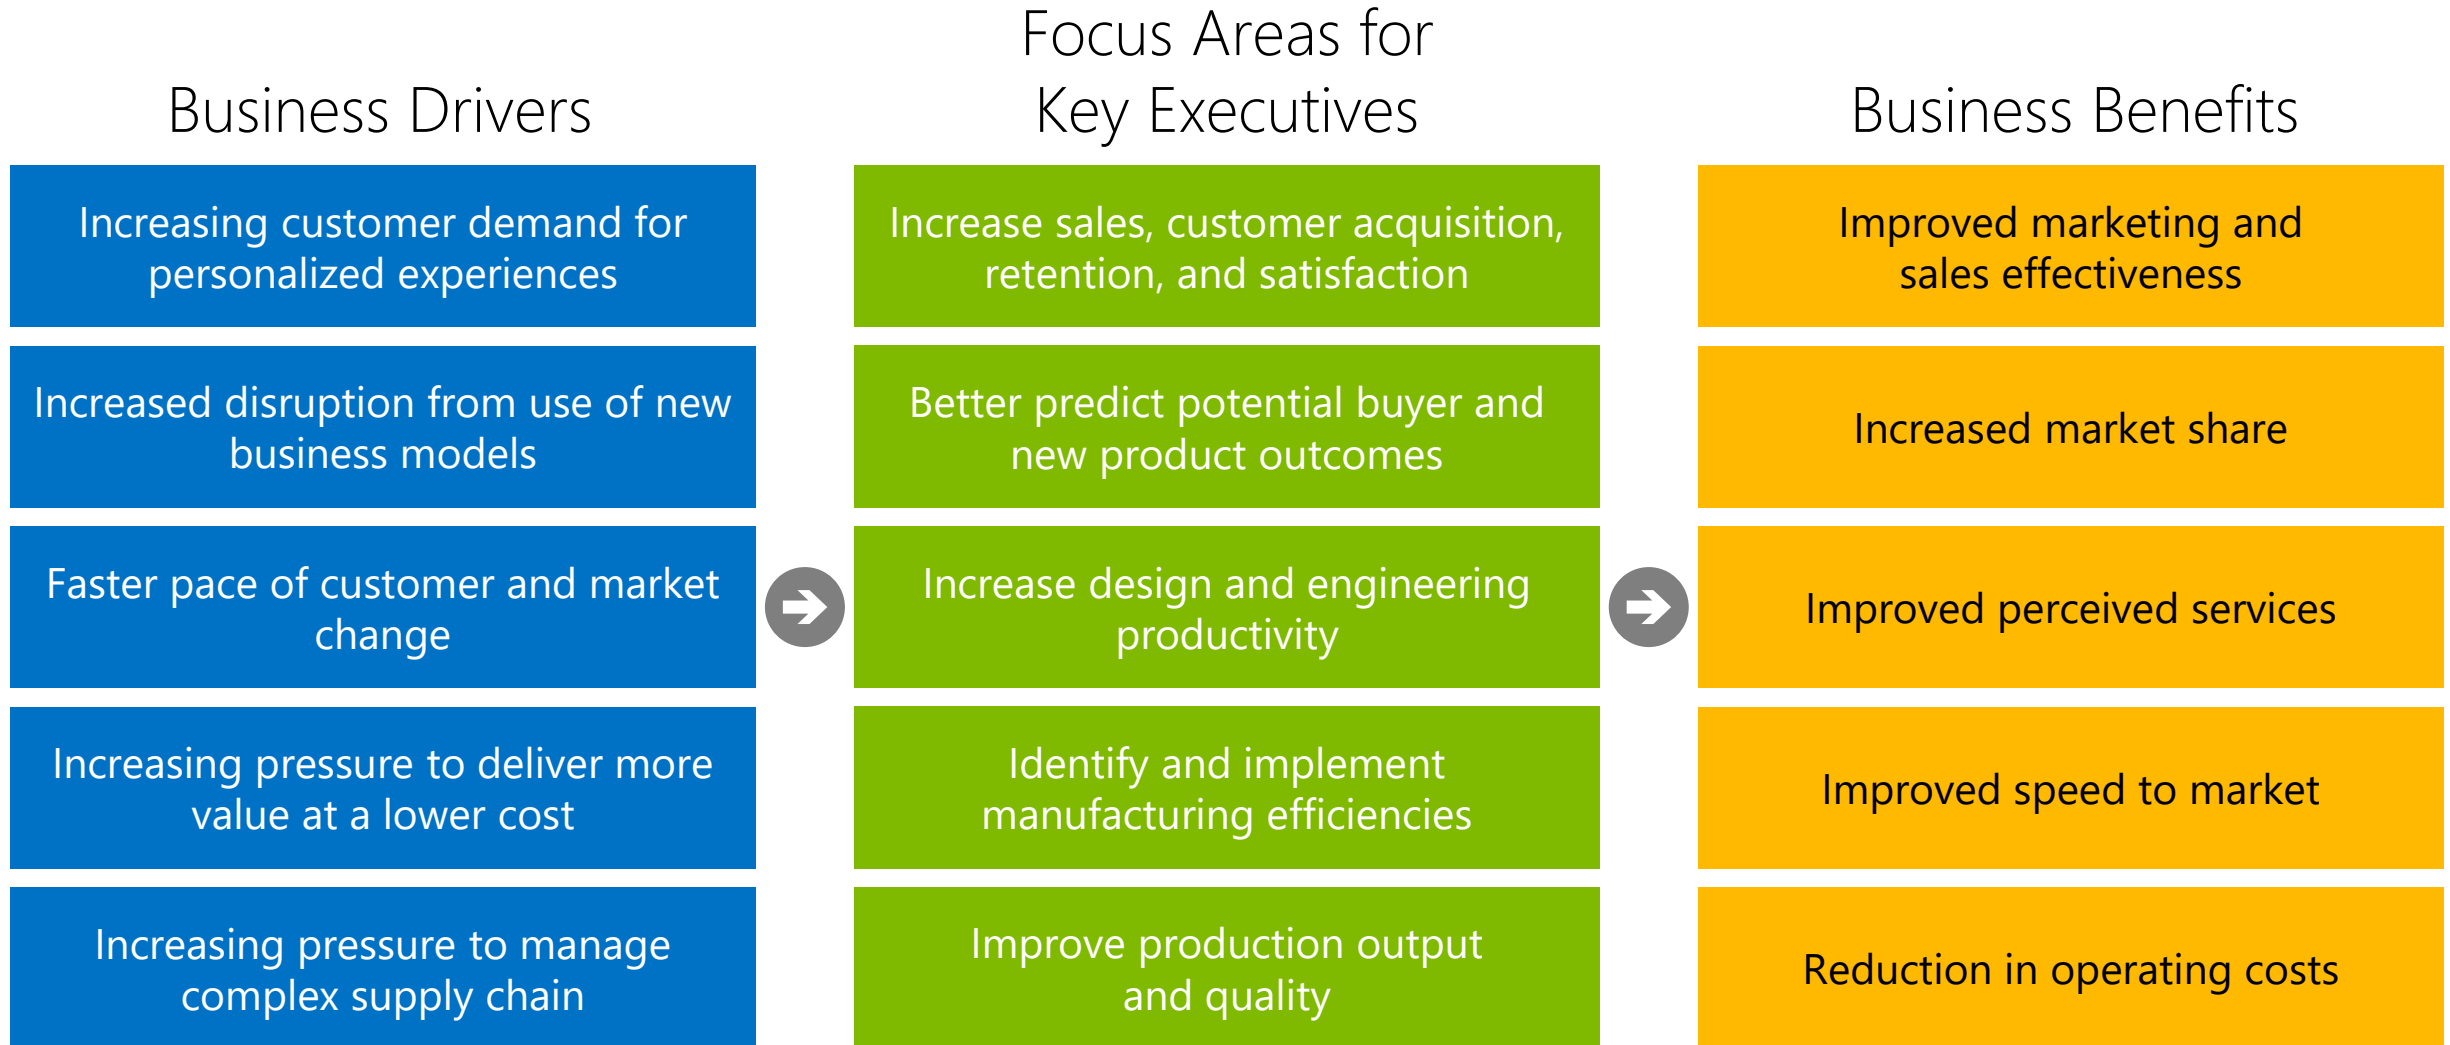 Business Drivers
Increasing customer demand for
personalized experiences
Increased disruption from use of new
business models
Faster pace of customer and market
change
Increasing pressure to deliver more
value at a lower cost
Increasing pressure to manage
complex supply chain
Focus Areas for
Key Executives
Increase sales, customer acquisition,
retention, and satisfaction
Better predict potential buyer and
new product outcomes
Increase design and engineering
productivity
Identify and implement
manufacturing efficiencies
Improve production output
and quality
Business Benefits
Improved marketing and
sales effectiveness
Increased market share
Improved perceived services
Improved speed to market
Reduction in operating costs